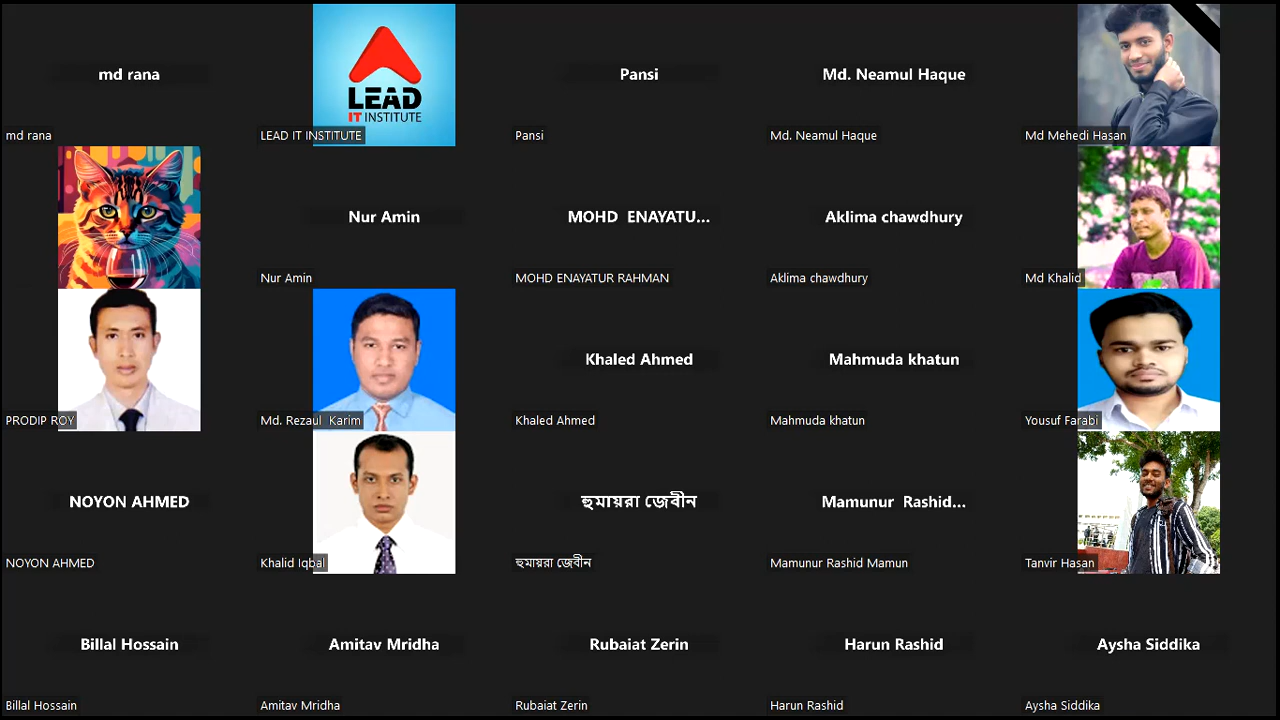 md rana
md rana
LEAD
IT INSTITUTE
LEAD IT INSTITUTE
Pansi
Pansi
Md. Neamul Haque
Md. Neamul Haque
Md Mehedi Hasan
Nur Amin
Nur Amin
MOHD ENAYATU...
MOHD ENAYATUR RAHMAN
Aklima chawdhury
Aklima chawdhury
Md Khalid
PRODIP ROY
Md. Rezaul Karim
Khaled Ahmed
Khaled Ahmed
Mahmuda khatun
Mahmuda khatun
Yousuf Farabi
NOYON AHMED
NOYON AHMED
Khalid Iqbal
হুমায়রা জেবীন
হুমায়রা জেবীন
Mamunur Rashid...
Mamunur Rashid Mamun
Tanvir Hasan
Billal Hossain
Billal Hossain
Amitav Mridha
Amitav Mridha
Rubaiat Zerin
Rubaiat Zerin
Harun Rashid
Harun Rashid
Aysha Siddika
Aysha Siddika